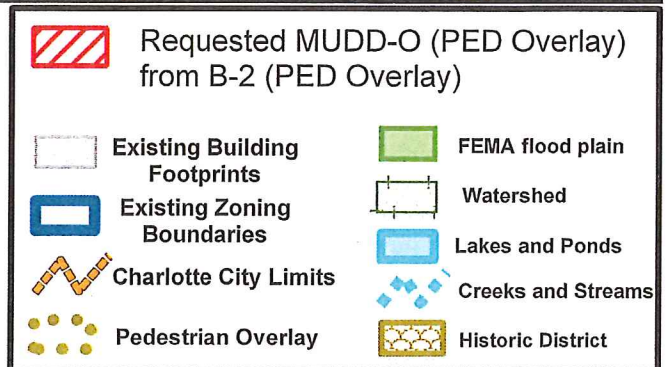 Requested MUDD-O (PED Overlay)
from B-2 (PED Overlay)
Existing Building
Footprints
Existing Zoning
Boundaries
Charlotte City Limits
Pedestrian Overlay
FEMA flood plain
Watershed
Lakes and Ponds
Creeks and Streams
Historic District